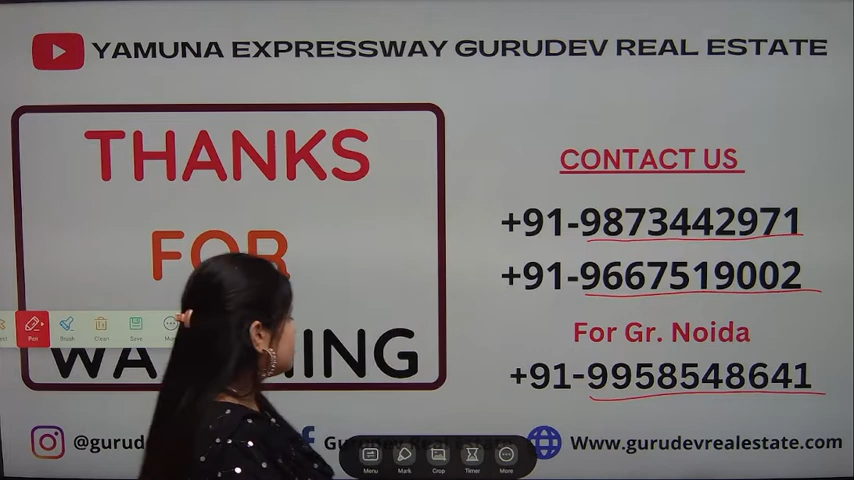 YAMUNA EXPRESSWAY GURUDEV REAL ESTATE
THANKS
FOR
CONTACT US
+91-9873442971
+91-9667519002
For Gr. Noida
+91-9958548641
Pen
Brush
Clean
Save
@gurud
Www.gurudevrealestate.com
Menu
Mark
Crop
Timer
More